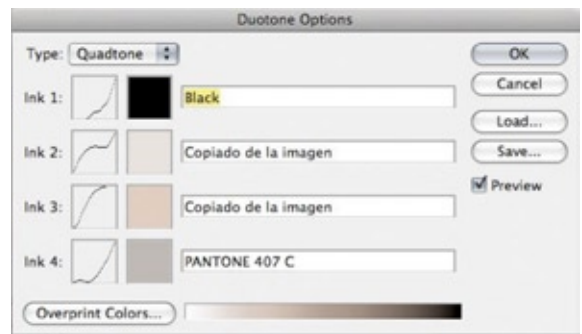 Duotone Options
Type: Quadtone
OK
Ink 1: Black
Cancel
Load...
Ink 2: Copiado de la imagen
Save...
Preview
Ink 3: Copiado de la imagen
Ink 4: PANTONE 407 C
Overprint Colors...